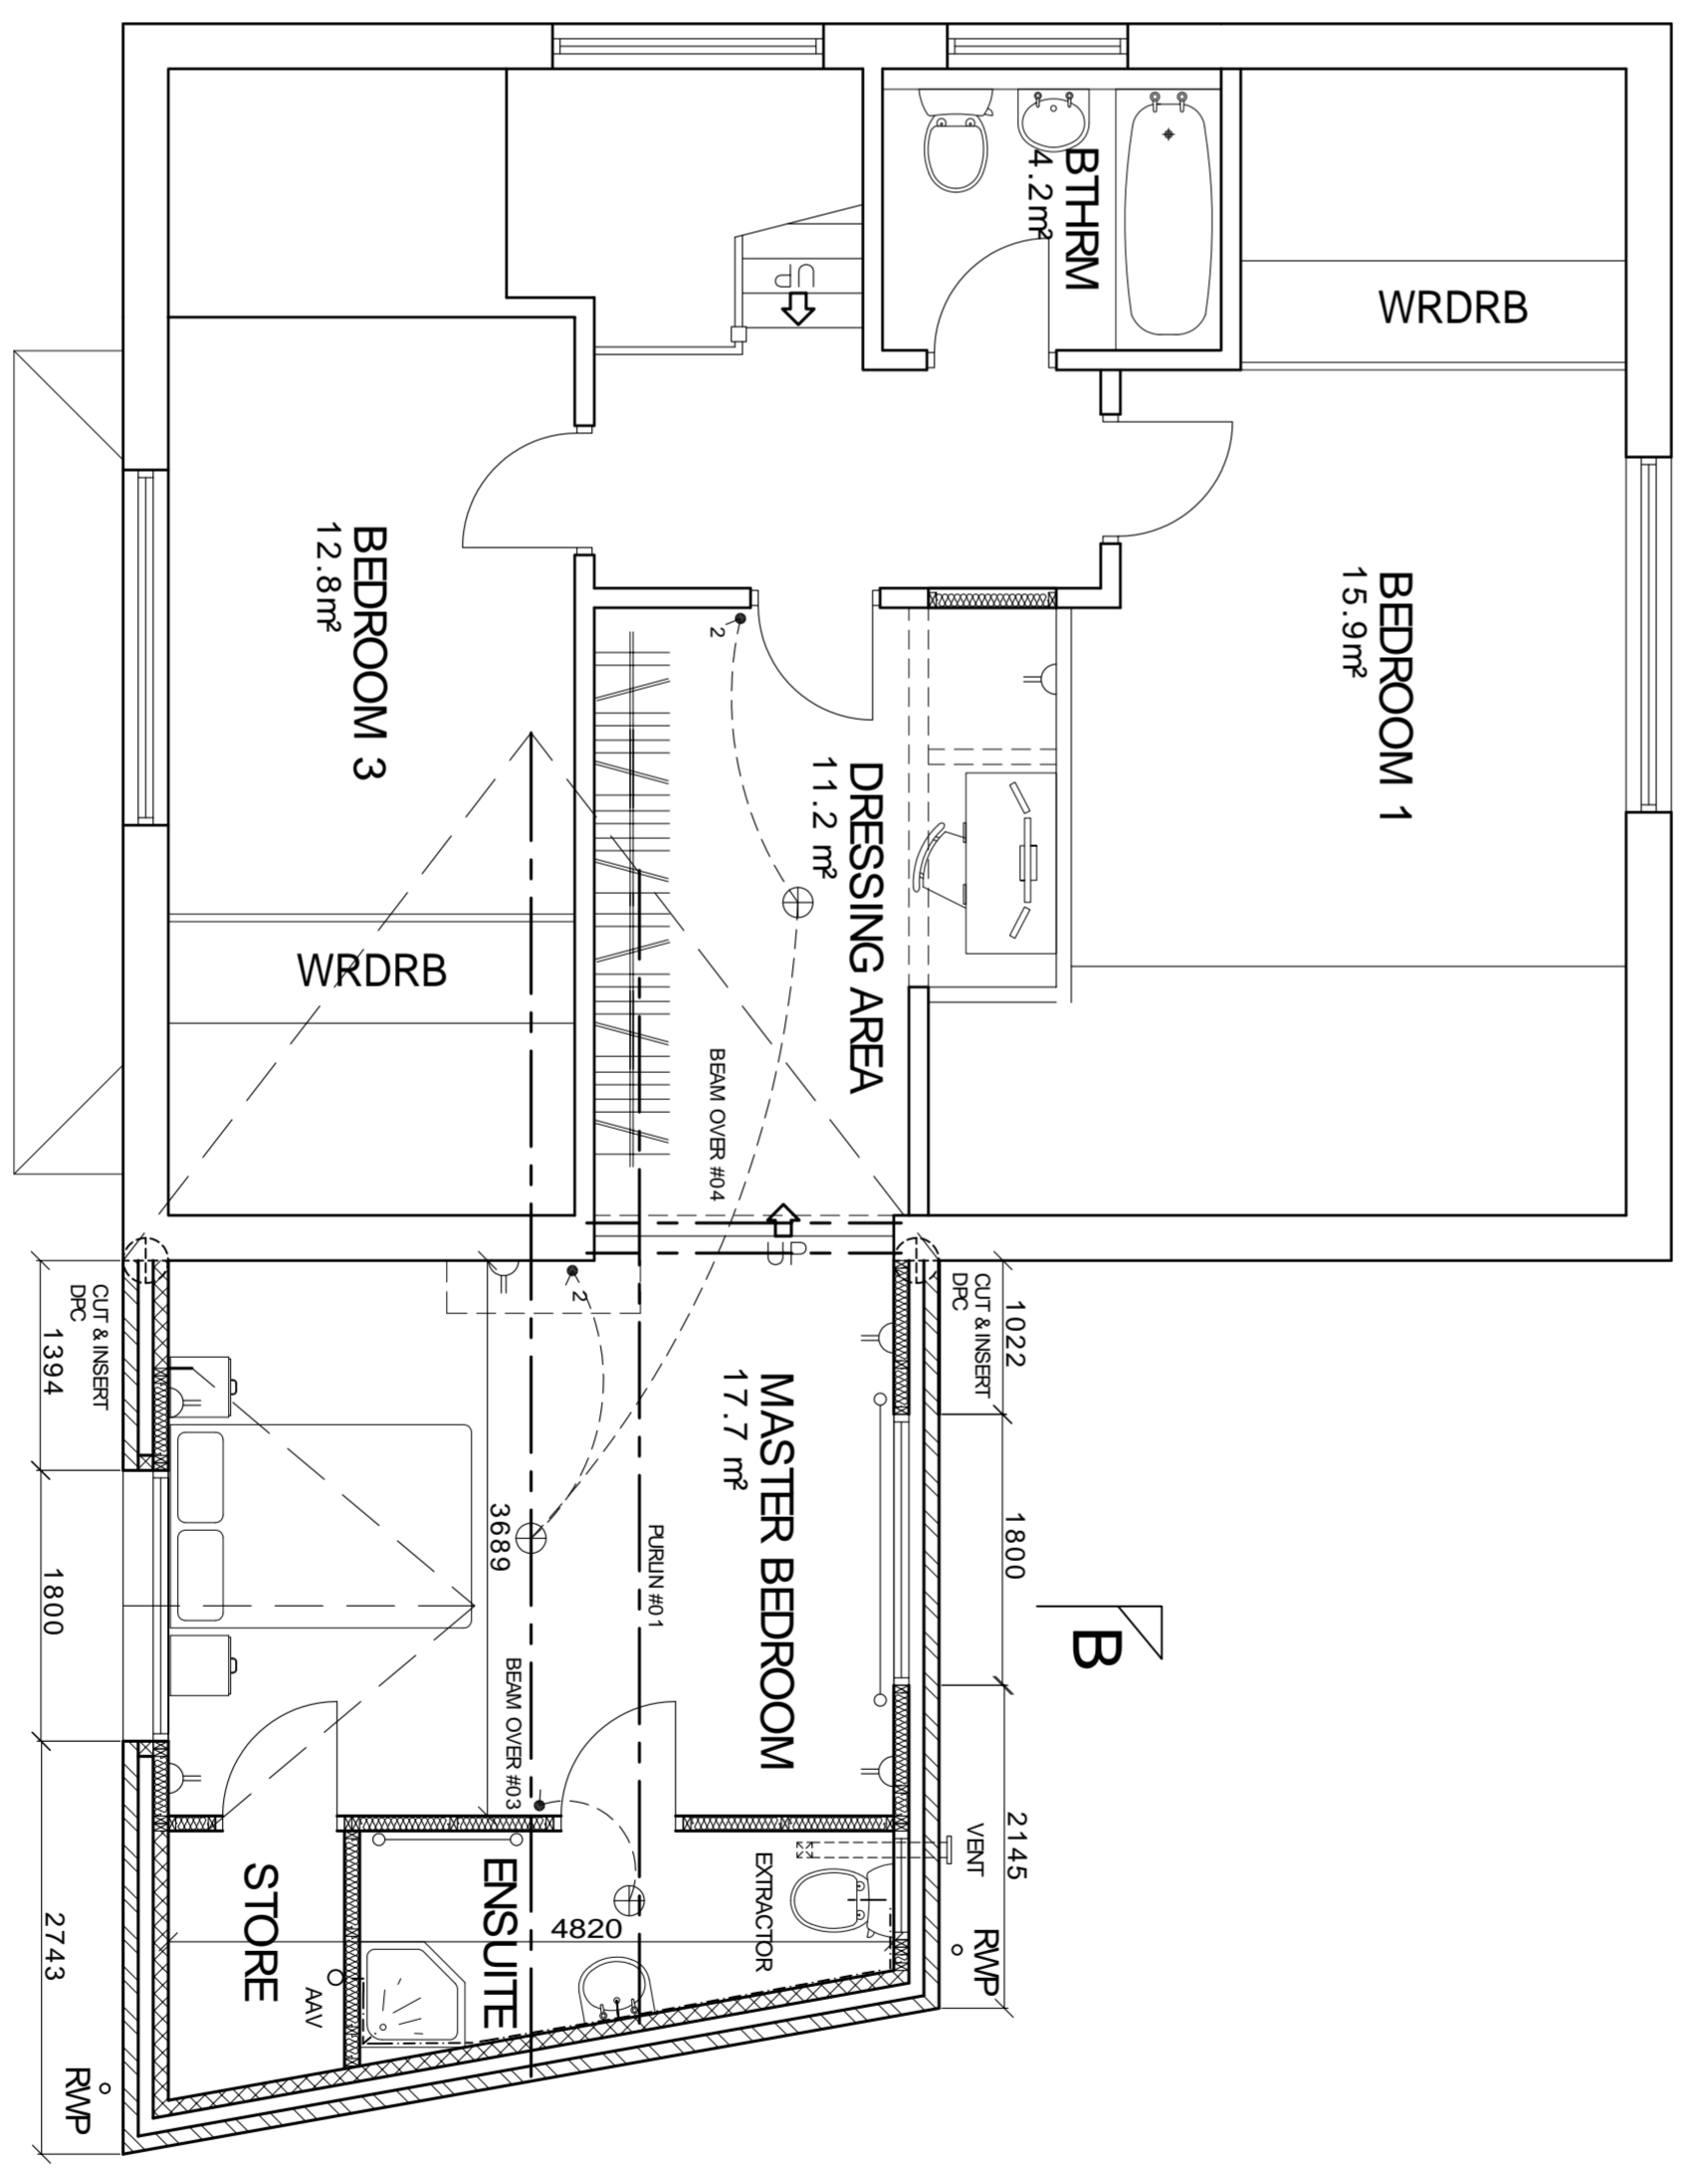 BTHRM
4.2m²
WRDRB
UP
BEDROOM 1
15.9m²
BEDROOM 3
12.8m²
2
DRESSING AREA
11.2 m²
WRDRB
BEAM OVER #04
UP
2
CUT & INSERT
DPC
1394
CUT & INSERT
DPC
1022
MASTER BEDROOM
17.7 m²
3689
PURLIN #01
1800
1800
B
BEAM OVER #03
2145
VENT
EXTRACTOR
ENSUITE
STORE
4820
AAV
RWP
2743
RWP